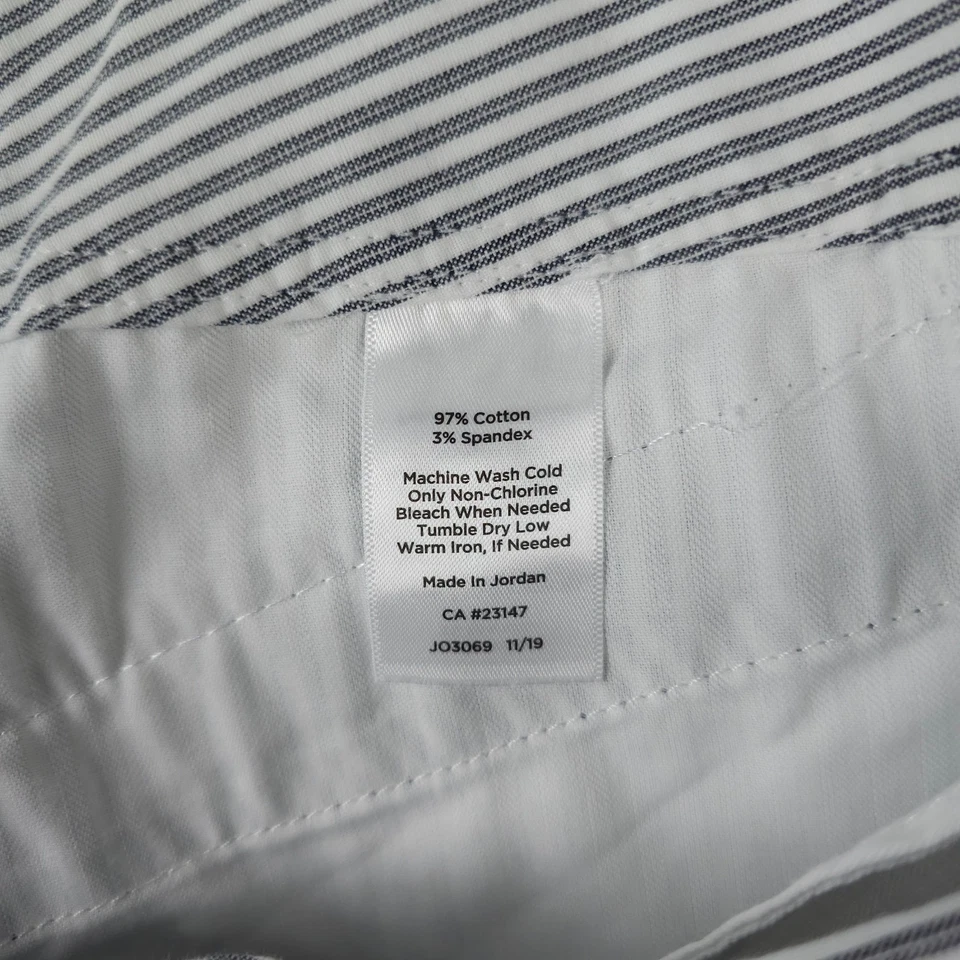 97% Cotton
3% Spandex
Machine Wash Cold
Only Non-Chlorine
Bleach When Needed
Tumble Dry Low
Warm Iron, If Needed
Made In Jordan
CA #23147
JO3069 11/19